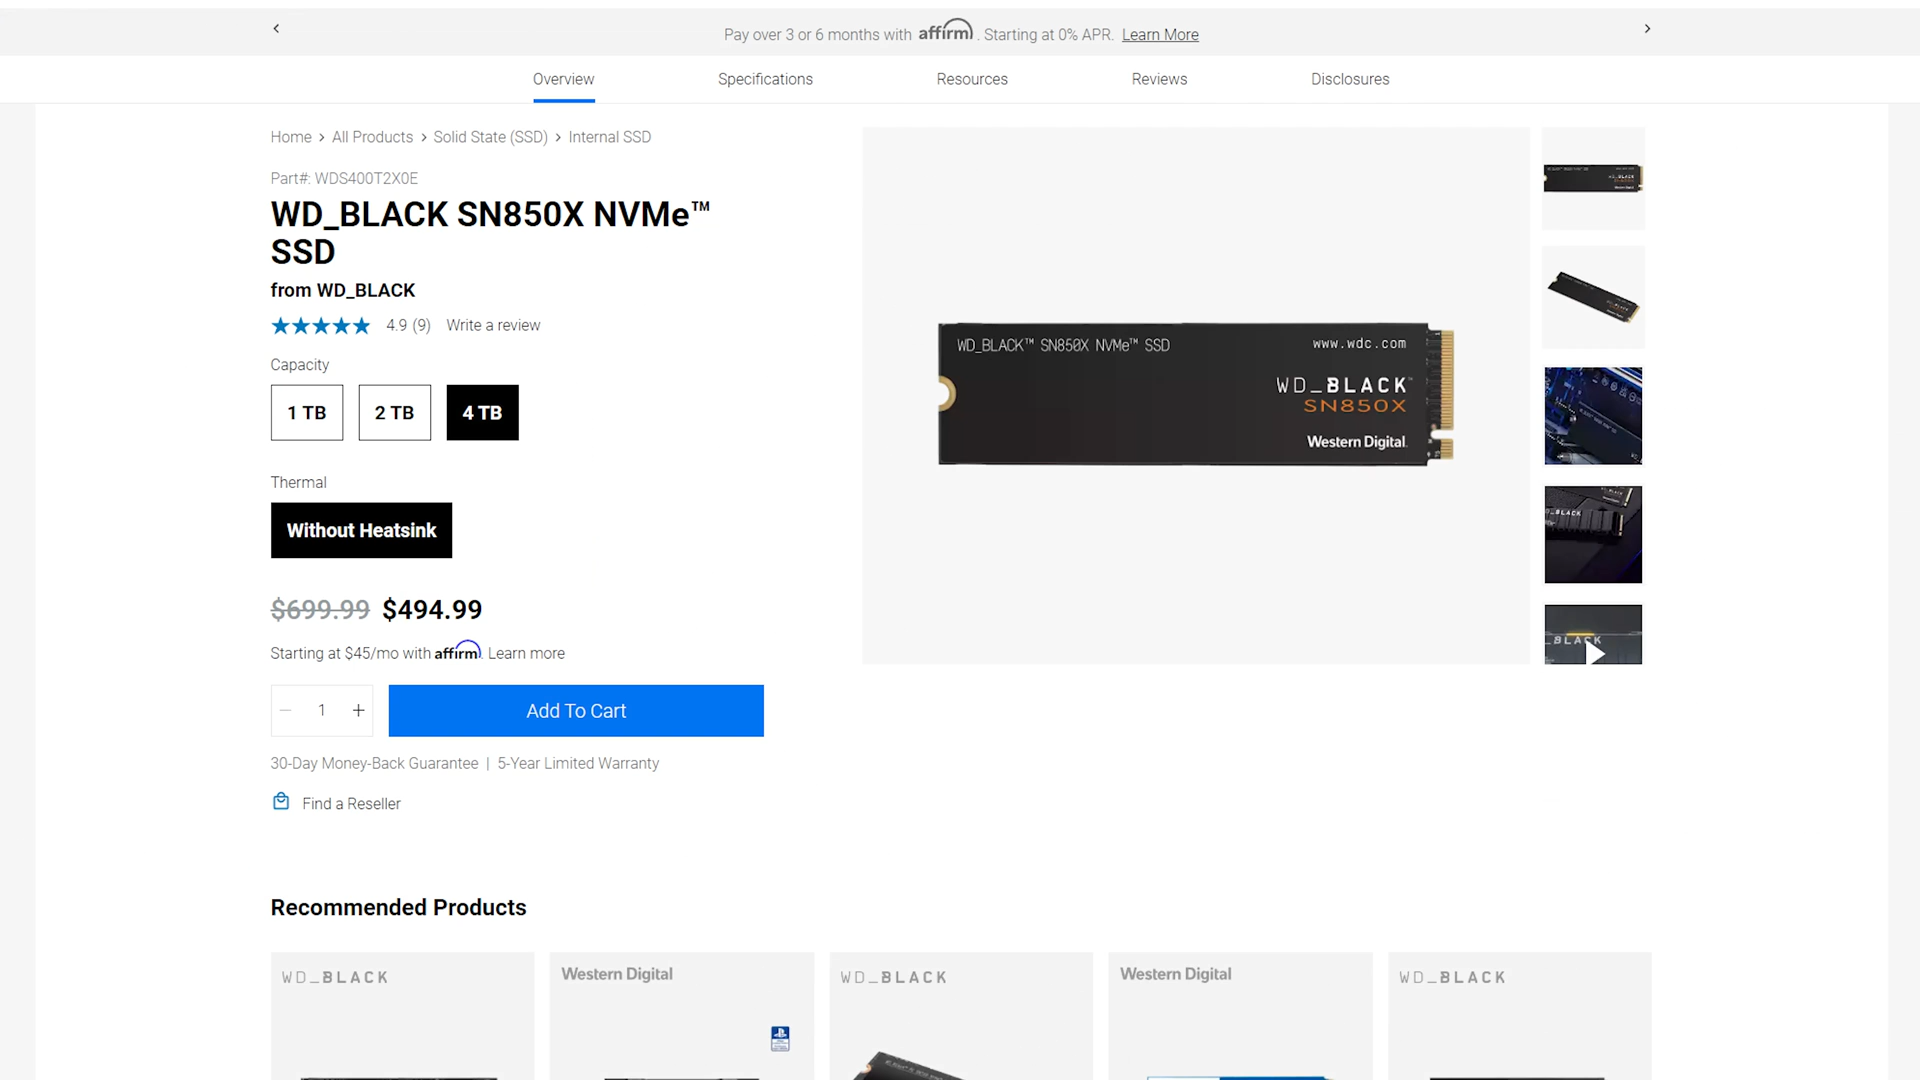 Pay over 3 or 6 months with affirm. Starting at 0% APR. Learn More
Overview
Specifications
Resources
Reviews
Disclosures
Home > All Products > Solid State (SSD) > Internal SSD
Part#: WDS400T2X0E
WD_BLACK SN850X NVMe™
SSD
from WD_BLACK
4.9 (9) Write a review
Capacity
1 TB
2 TB
4 TB
Thermal
Without Heatsink
$699.99 $494.99
Starting at $45/mo with affirm. Learn more
− 1 +
Add To Cart
30-Day Money-Back Guarantee | 5-Year Limited Warranty
Find a Reseller
WD_BLACK™ SN850X NVMe™ SSD
www.wdc.com
WD_BLACK™
SN850X
Western Digital.
Recommended Products
WD_BLACK
Western Digital
WD_BLACK
Western Digital
WD_BLACK